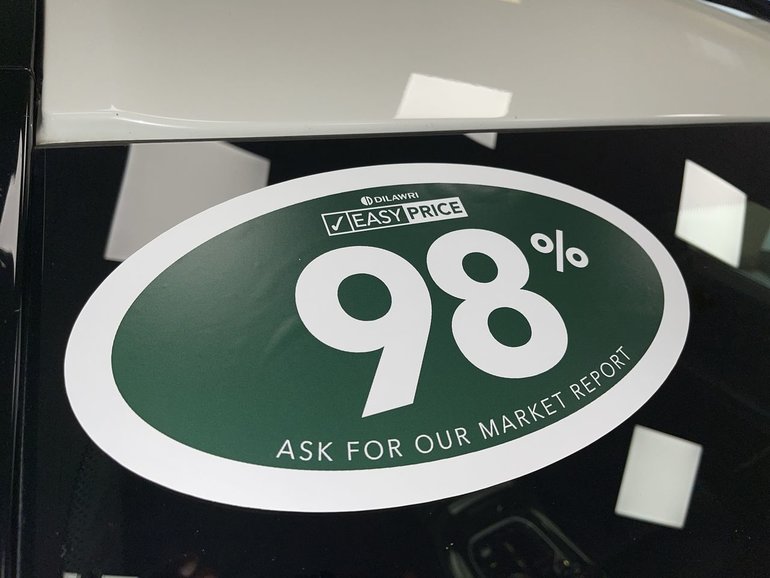 DILAWRI
✓ EASY PRICE
98%
ASK FOR OUR MARKET REPORT